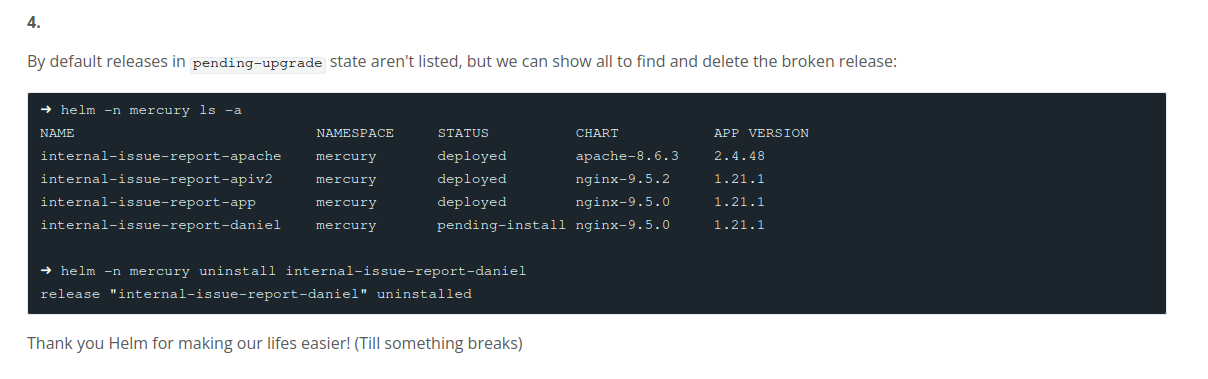 4.
By default releases in pending-upgrade state aren't listed, but we can show all to find and delete the broken release:
➜ helm -n mercury ls -a
NAME NAMESPACE STATUS CHART APP VERSION
internal-issue-report-apache mercury deployed apache-8.6.3 2.4.48
internal-issue-report-apiv2 mercury deployed nginx-9.5.2 1.21.1
internal-issue-report-app mercury deployed nginx-9.5.0 1.21.1
internal-issue-report-daniel mercury pending-install nginx-9.5.0 1.21.1
➜ helm -n mercury uninstall internal-issue-report-daniel
release "internal-issue-report-daniel" uninstalled
Thank you Helm for making our lifes easier! (Till something breaks)